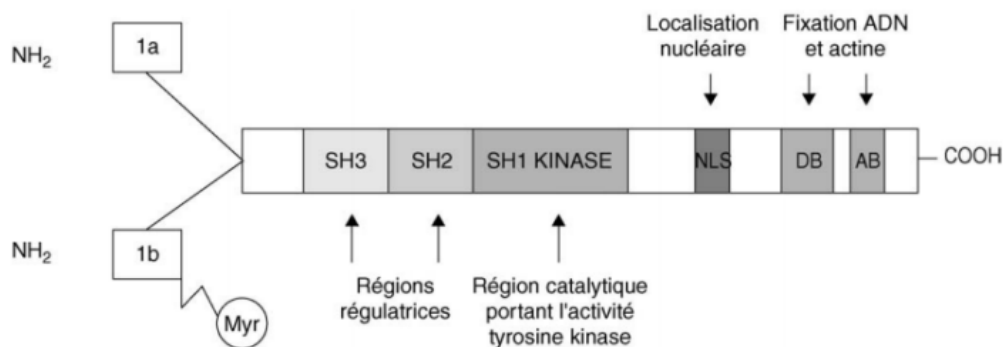 Localisation
nucléaire
Fixation ADN
et actine
NH2
1a
SH3
SH2
SH1 KINASE
NLS
DB
AB
COOH
NH2
1b
Myr
Régions
régulatrices
Région catalytique
portant l'activité
tyrosine kinase